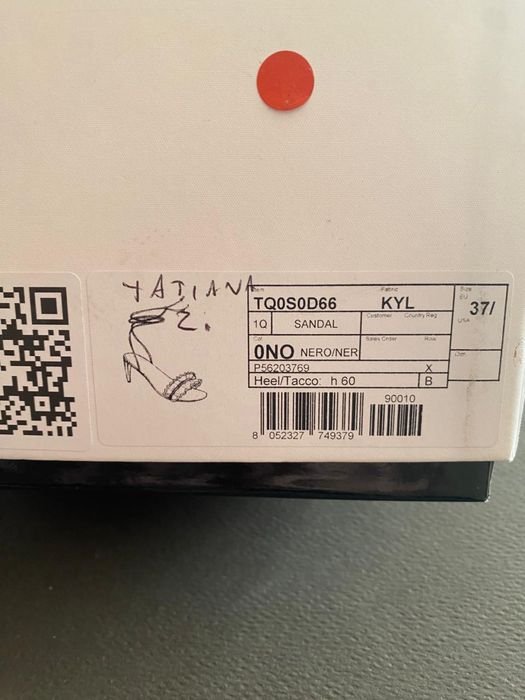 TATIANA
E.
Item
Fabric
Size
TQ0S0D66
KYL
EU
37/
1Q
SANDAL
Customer
Country Reg
USA
Col
Sales Order
Row
0NO NERO/NER
P56203769
X
Heel/Tacco: h 60
B
90010
8 052327 749379